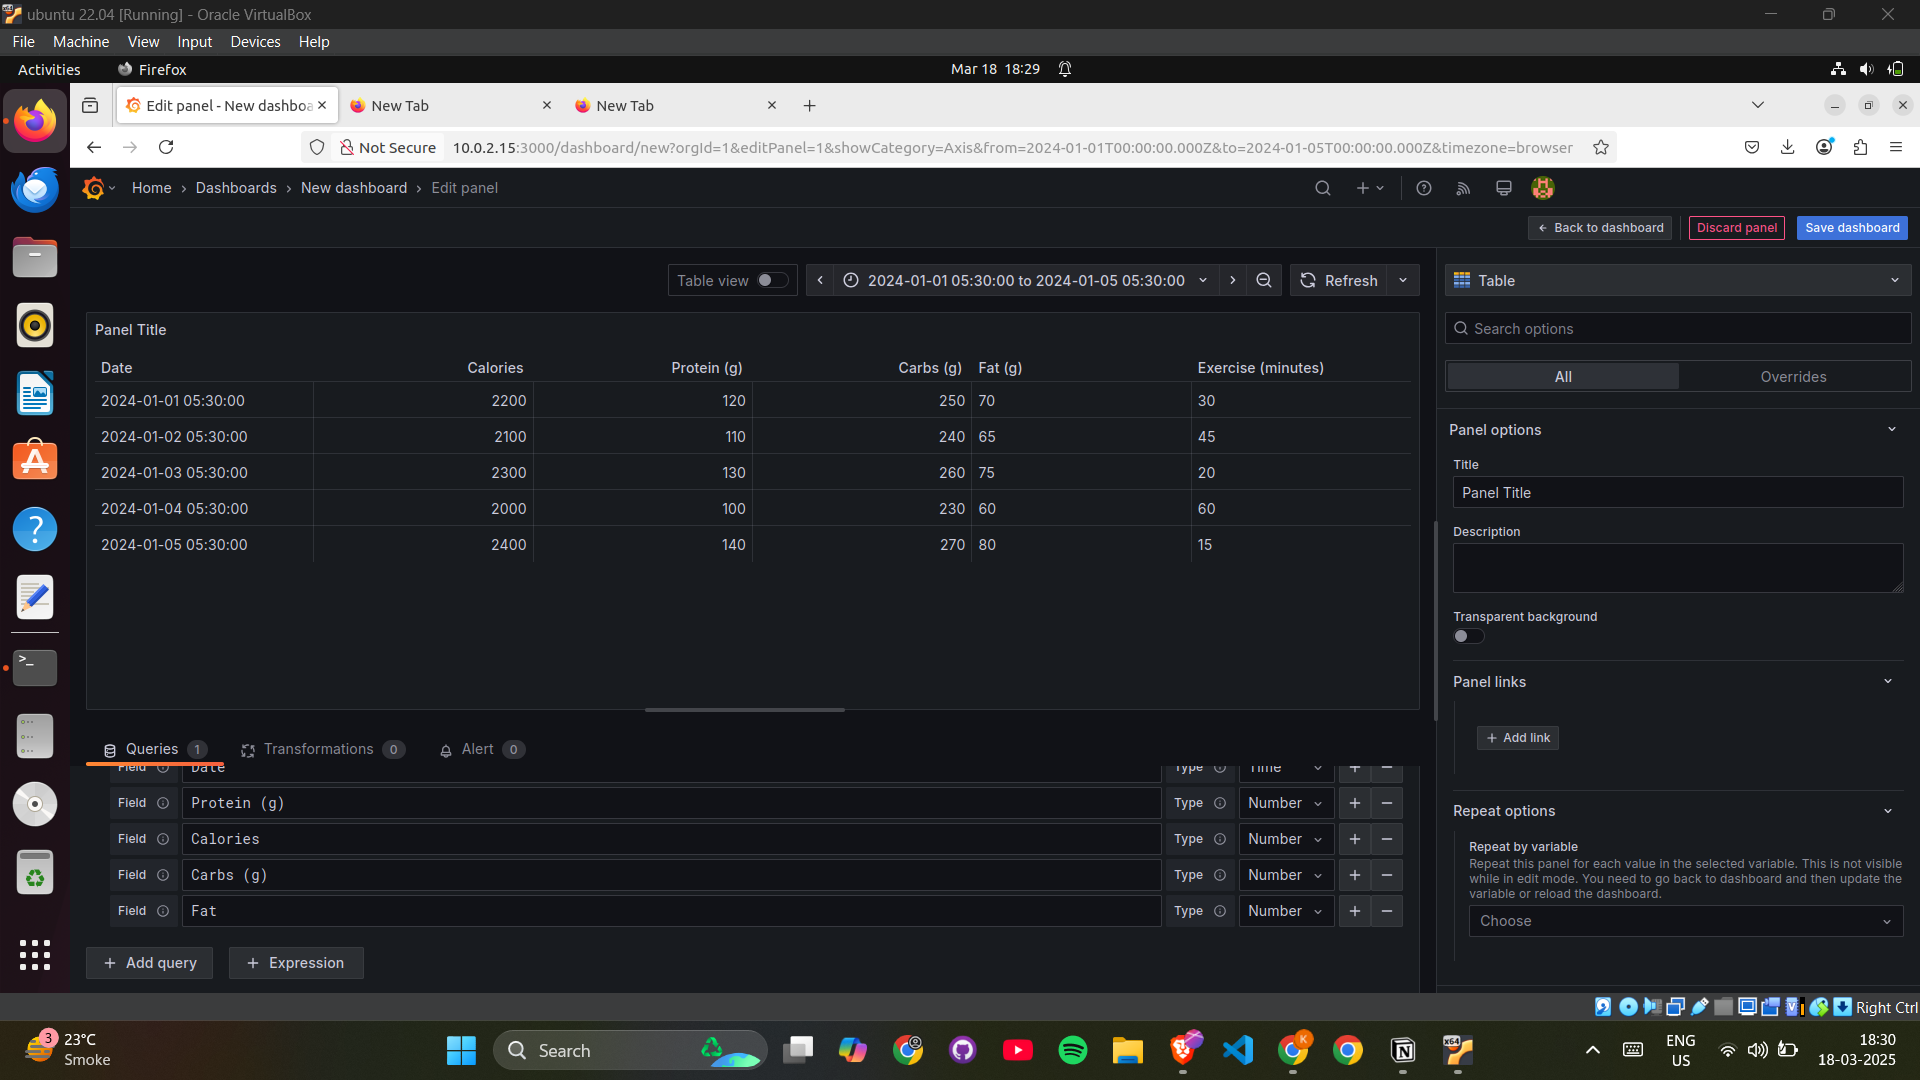 ubuntu 22.04 [Running] - Oracle VirtualBox
File Machine View Input Devices Help
Activities Firefox Mar 18 18:29
Edit panel - New dashboa New Tab New Tab
Not Secure 10.0.2.15:3000/dashboard/new?orgId=1&editPanel=1&showCategory=Axis&from=2024-01-01T00:00:00.000Z&to=2024-01-05T00:00:00.000Z&timezone=browser
Home › Dashboards › New dashboard › Edit panel
Back to dashboard Discard panel Save dashboard
Table view 2024-01-01 05:30:00 to 2024-01-05 05:30:00 Refresh
Table
Search options
All Overrides
Panel Title
Date Calories Protein (g) Carbs (g) Fat (g) Exercise (minutes)
2024-01-01 05:30:00 2200 120 250 70 30
2024-01-02 05:30:00 2100 110 240 65 45
2024-01-03 05:30:00 2300 130 260 75 20
2024-01-04 05:30:00 2000 100 230 60 60
2024-01-05 05:30:00 2400 140 270 80 15
Panel options
Title
Panel Title
Description
Transparent background
Panel links
Add link
Repeat options
Repeat by variable
Repeat this panel for each value in the selected variable. This is not visible
while in edit mode. You need to go back to dashboard and then update the
variable or reload the dashboard.
Choose
Queries 1 Transformations 0 Alert 0
Field Date Type Time
Field Protein (g) Type Number
Field Calories Type Number
Field Carbs (g) Type Number
Field Fat Type Number
Add query Expression
Right Ctrl
3 23°C
Smoke
Search
x64
K
ENG
US
18:30
18-03-2025